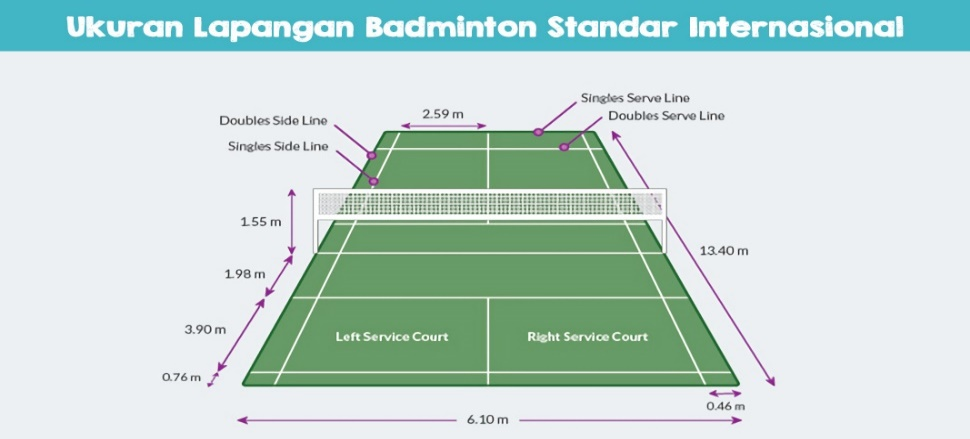 Ukuran Lapangan Badminton Standar Internasional
Singles Serve Line
2.59 m
Doubles Serve Line
Doubles Side Line
Singles Side Line
1.55 m
13.40 m
1.98 m
3.90 m
Left Service Court
Right Service Court
0.76 m
0.46 m
6.10 m